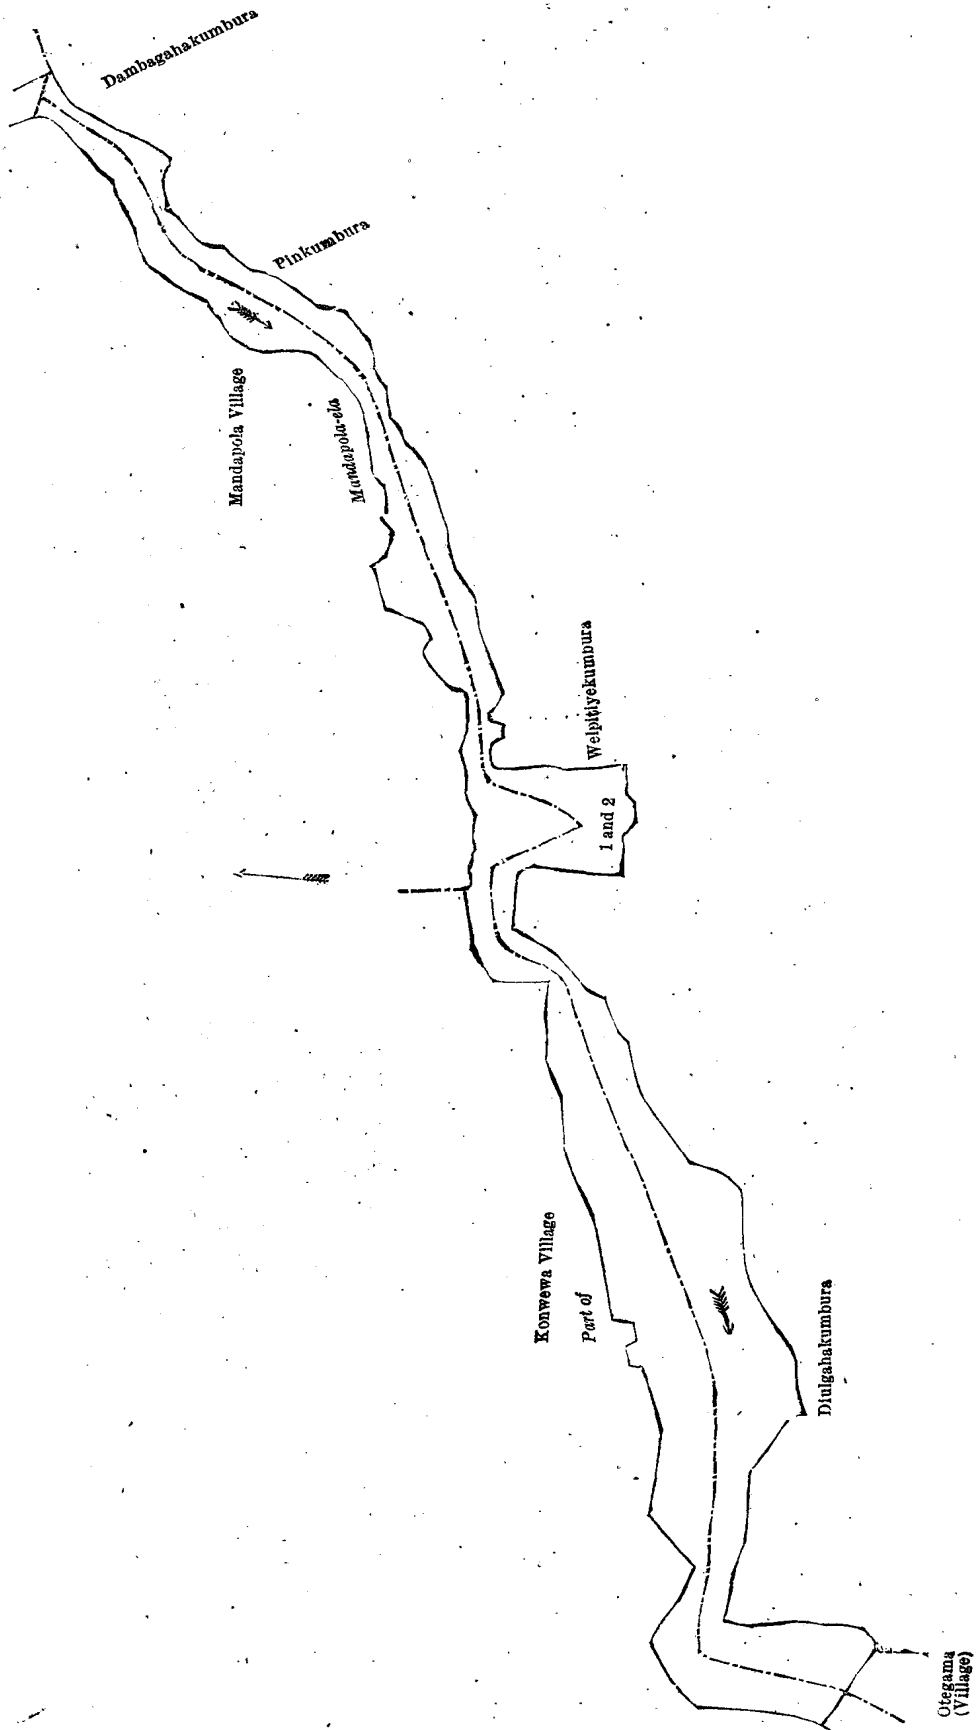 Dambagahakumbura
Pinkumbura
Mandapola Village
Mandapola-ela
Welpitiyekumbura
1 and 2
Konwewa Village
Part of
Diulgahakumbura
Otegama
(Village)